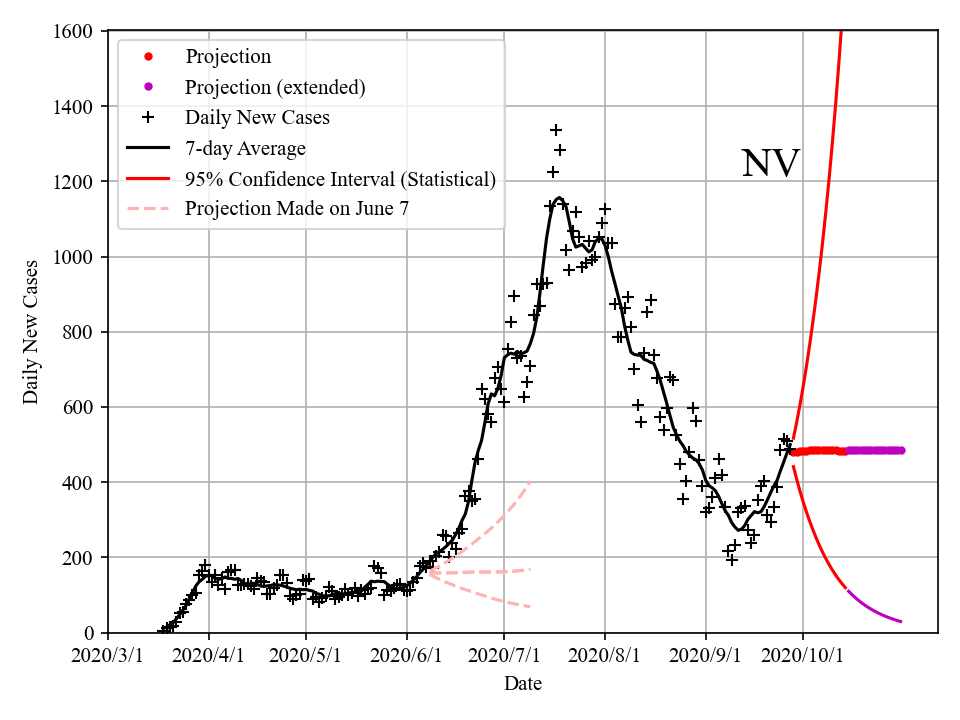 1600
1400
1200
1000
800
600
400
200
0
Daily New Cases
Projection
Projection (extended)
Daily New Cases
7-day Average
95% Confidence Interval (Statistical)
Projection Made on June 7
NV
2020/3/1 2020/4/1 2020/5/1 2020/6/1 2020/7/1 2020/8/1 2020/9/1 2020/10/1
Date